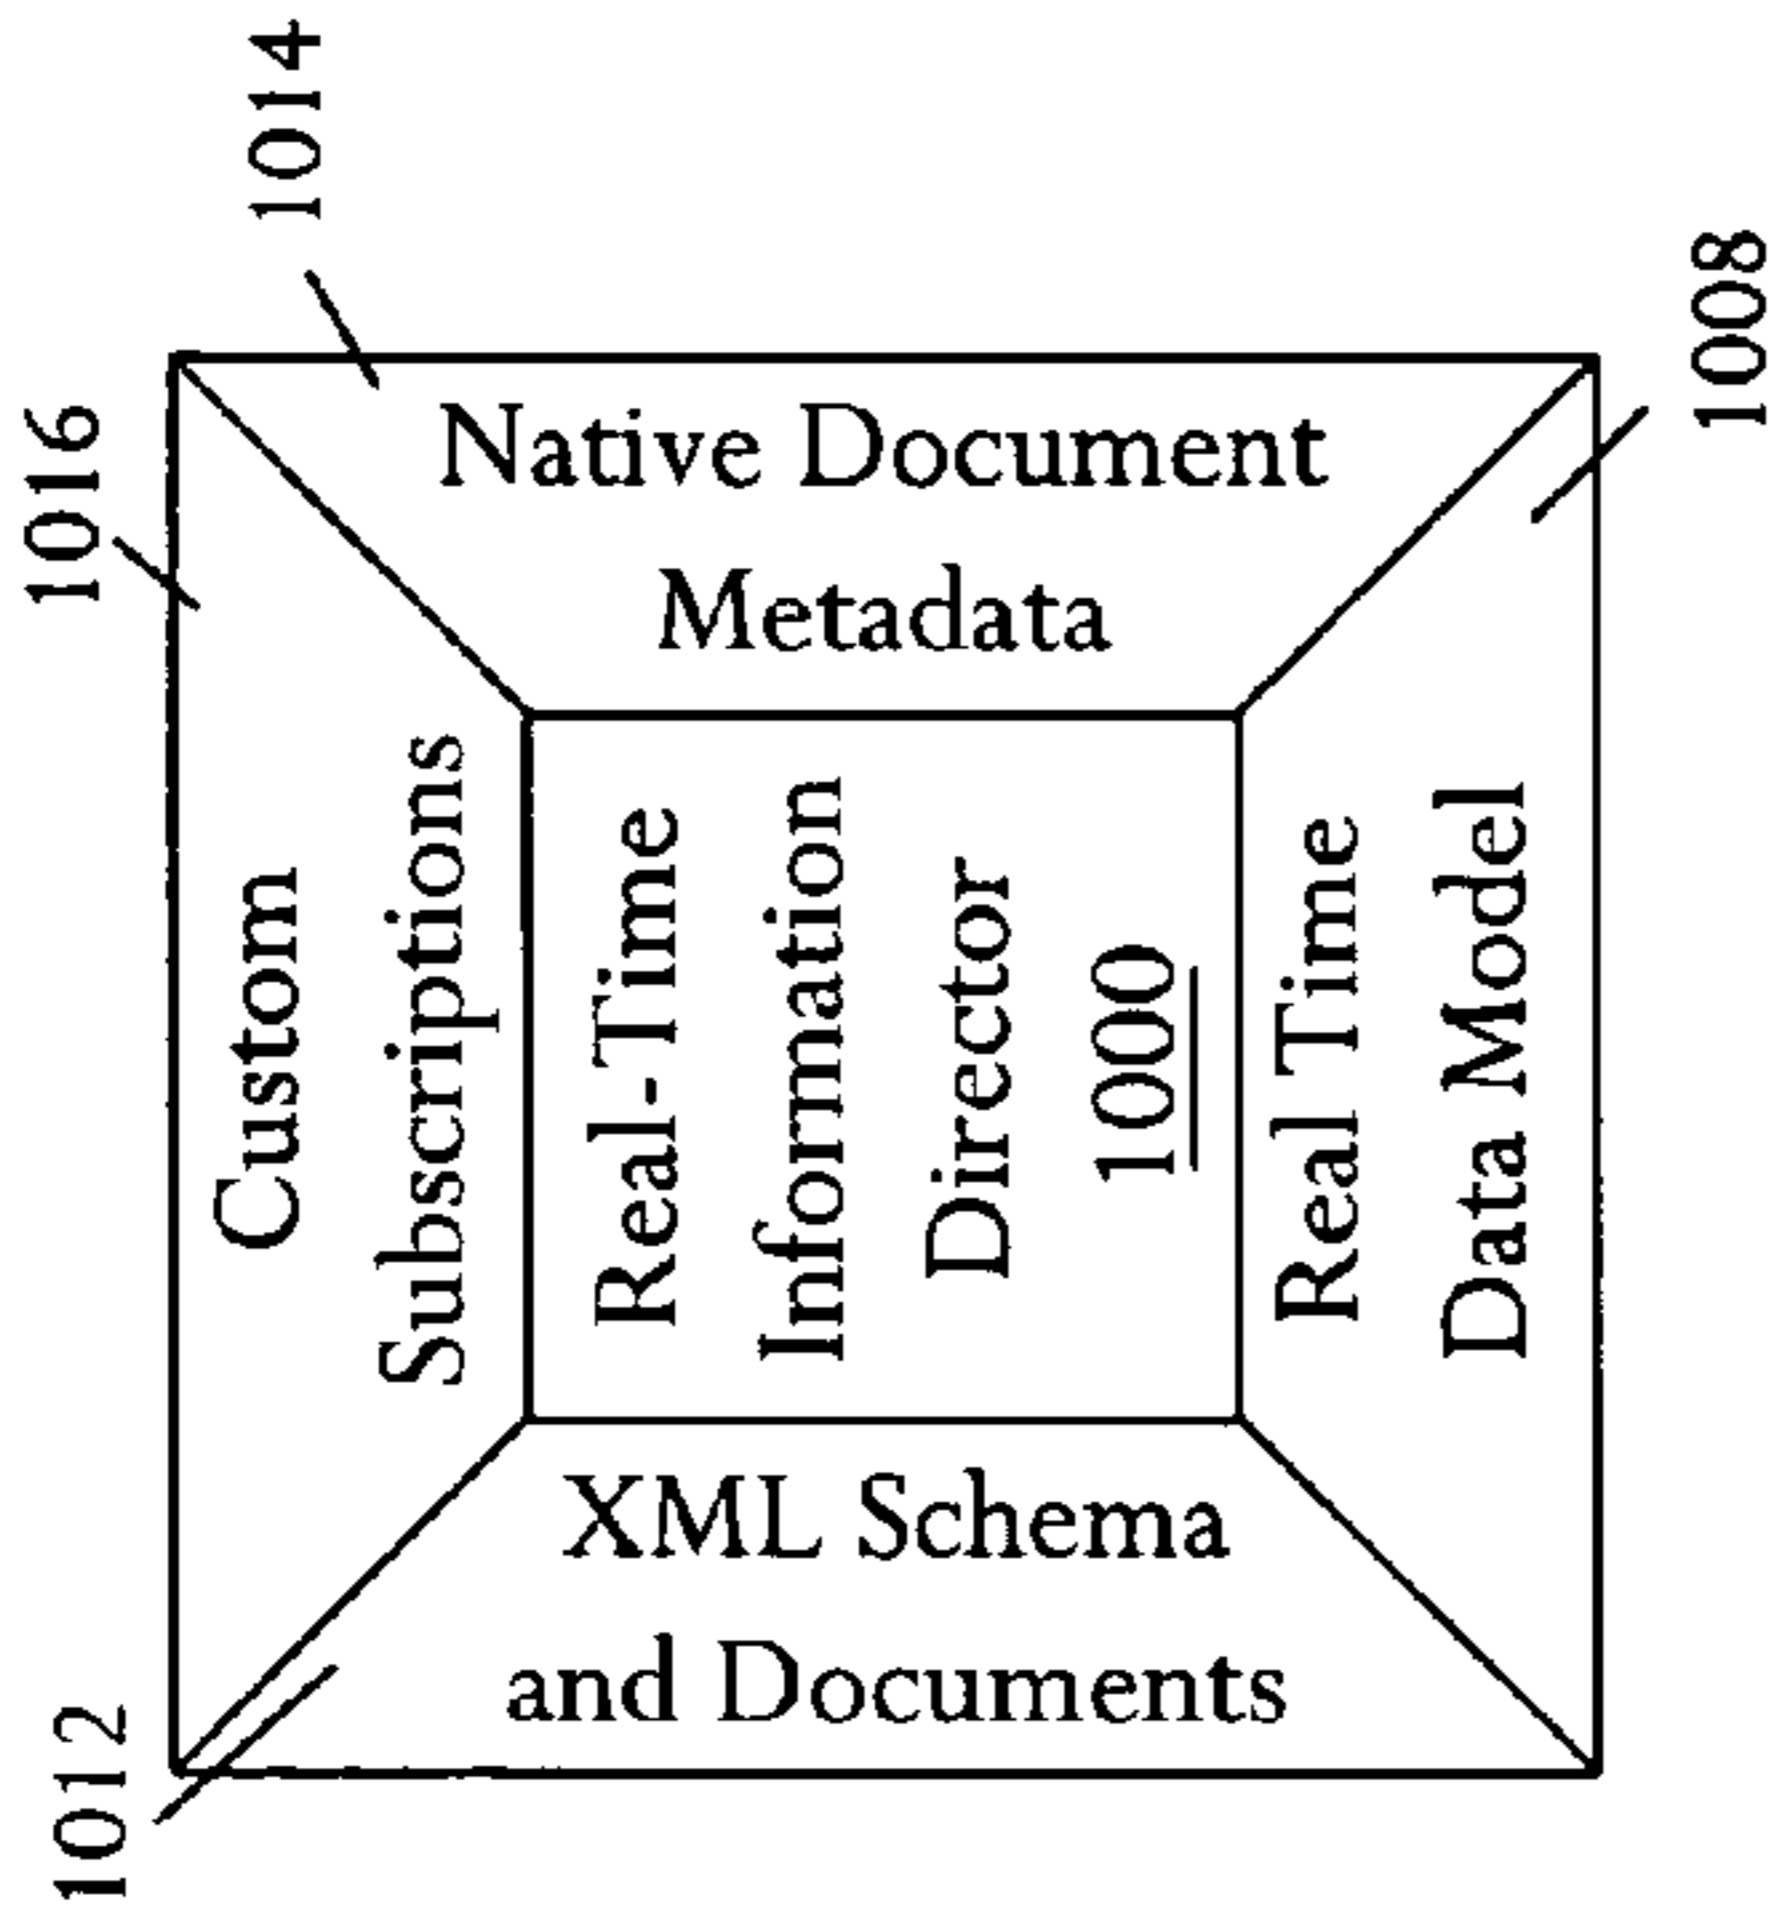 1014
1016
1008
Native Document
Metadata
Custom
Subscriptions
Real-Time
Information
Director
1000
Real Time
Data Model
XML Schema
and Documents
1012